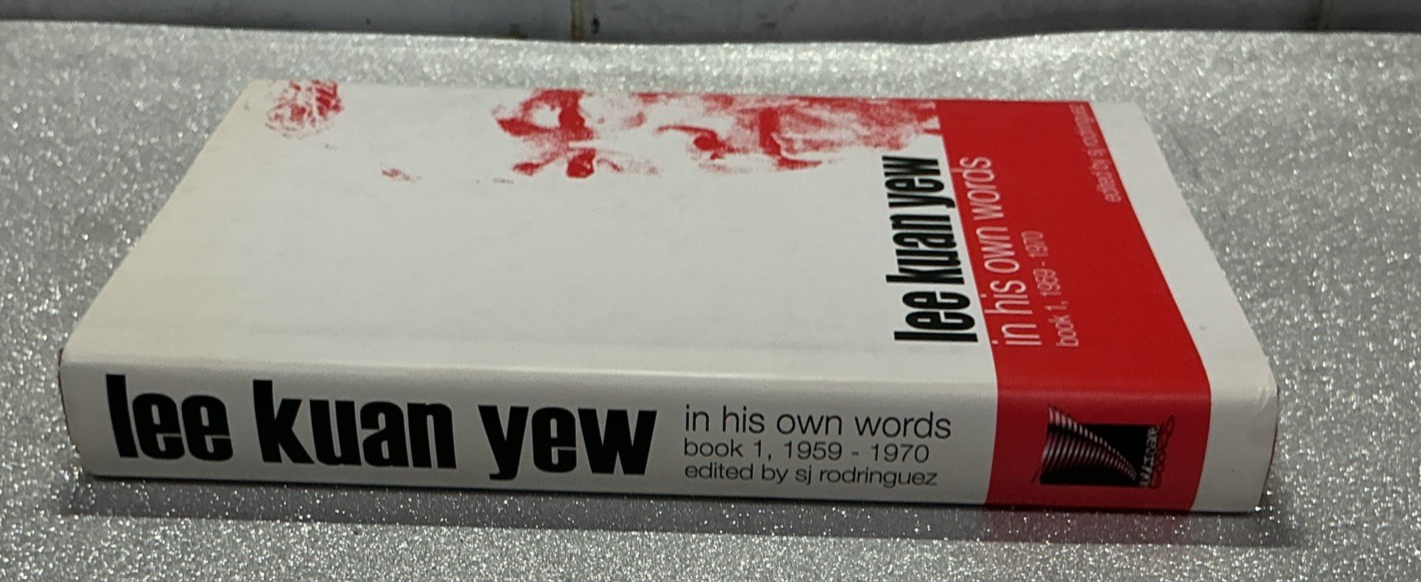 lee kuan yew
in his own words
book 1, 1959 - 1970
edited by sj rodringuez
lee kuan yew
in his own words
book 1, 1959 - 1970
edited by sj rodringuez